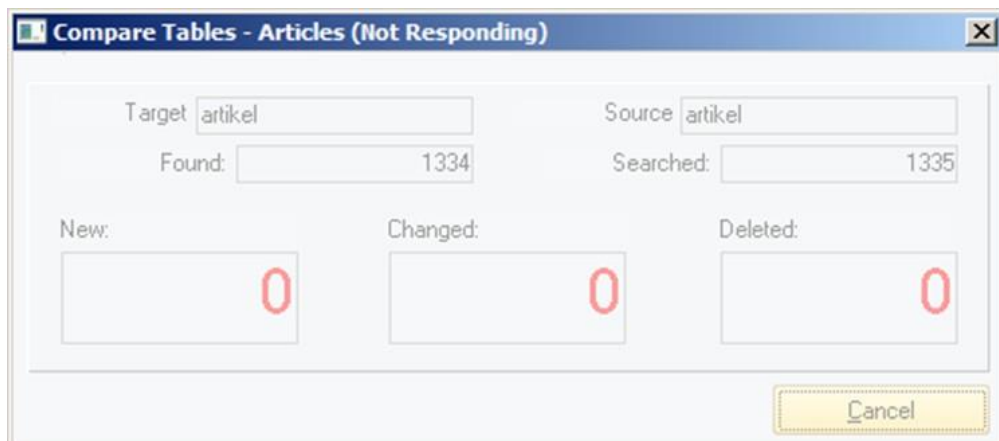 Compare Tables - Articles (Not Responding)
Target artikel Source artikel
Found: 1334 Searched: 1335
New: Changed: Deleted:
0 0 0
Cancel